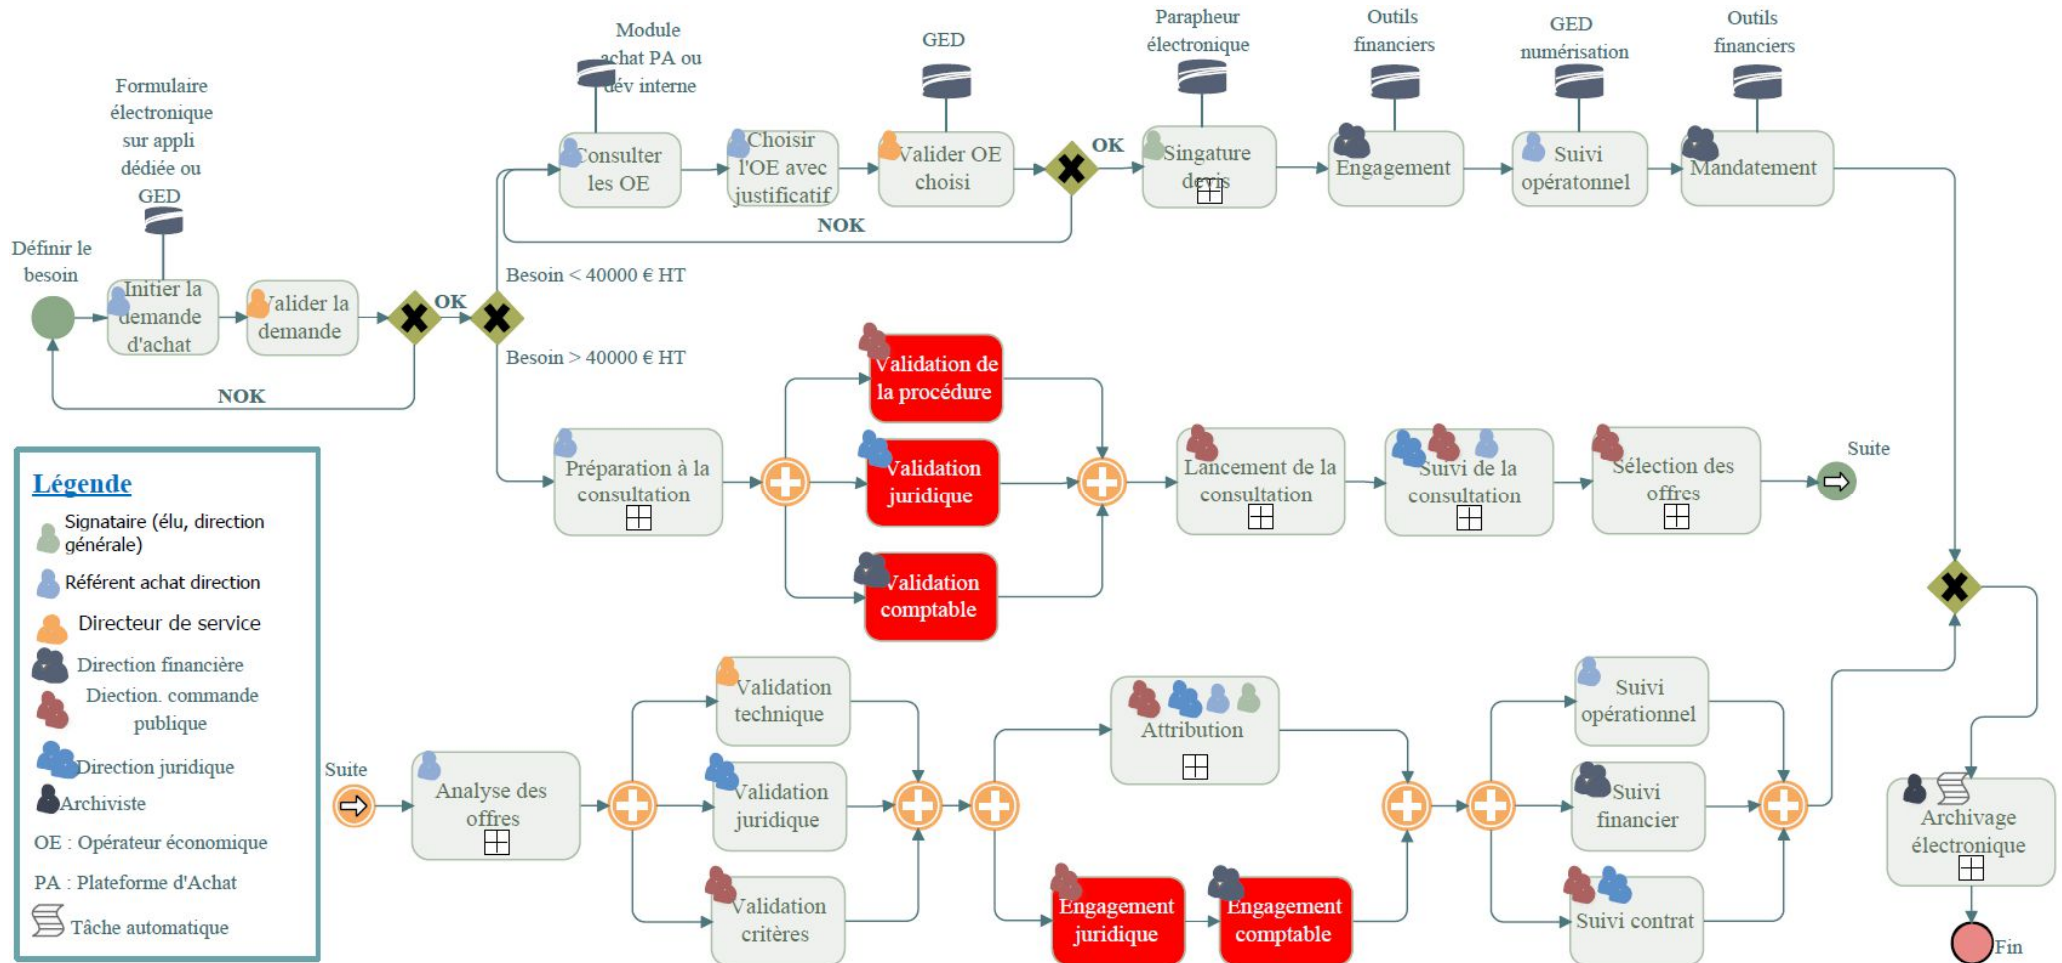 Formulaire
électronique
sur appli
dédiée ou
GED
Module
achat PA ou
dév interne
GED
Parapheur
électronique
Outils
financiers
GED
numérisation
Outils
financiers
Définir le
besoin
Initier la
demande
d'achat
Valider la
demande
OK
NOK
Besoin < 40000 € HT
Besoin > 40000 € HT
Consulter
les OE
Choisir
l'OE avec
justificatif
Valider OE
choisi
OK
NOK
Singature
devis
Engagement
Suivi
opératonnel
Mandatement
Préparation à la
consultation
Validation de
la procédure
Validation
juridique
Validation
comptable
Lancement de la
consultation
Suivi de la
consultation
Sélection des
offres
Suite
Légende
Signataire (élu, direction
générale)
Référent achat direction
Directeur de service
Direction financière
Diection. commande
publique
Direction juridique
Archiviste
OE : Opérateur économique
PA : Plateforme d'Achat
Tâche automatique
Suite
Analyse des
offres
Validation
technique
Validation
juridique
Validation
critères
Attribution
Engagement
juridique
Engagement
comptable
Suivi
opérationnel
Suivi
financier
Suivi contrat
Archivage
électronique
Fin